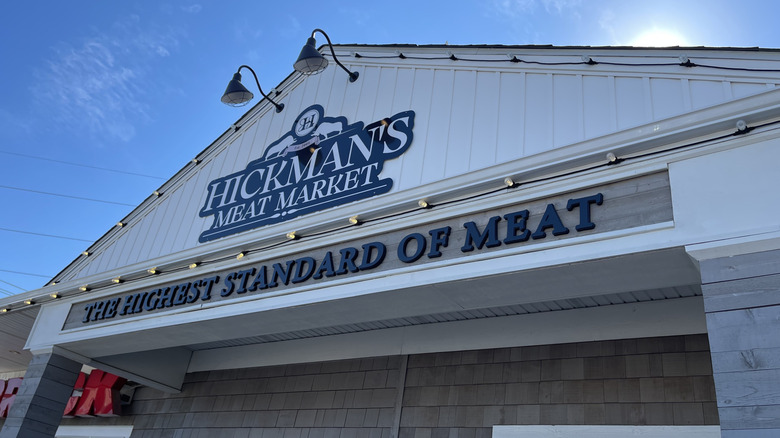 H
HICKMAN'S
MEAT MARKET
THE HIGHEST STANDARD OF MEAT